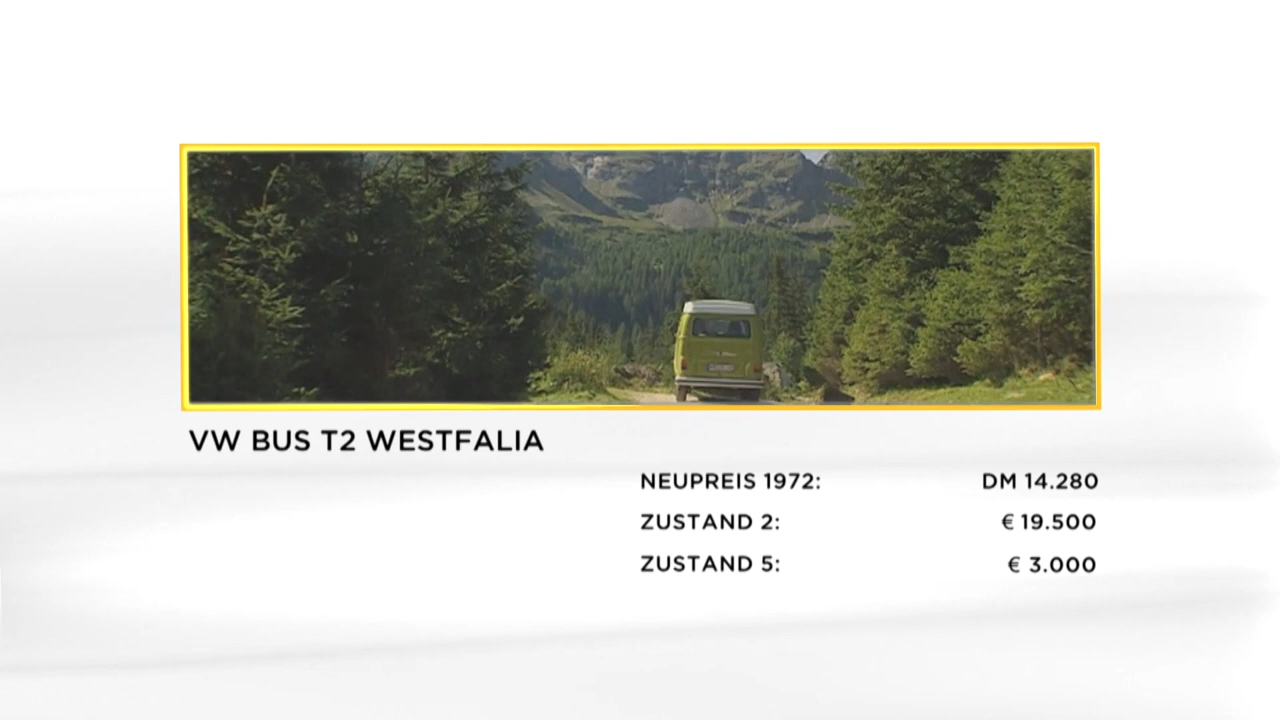 VW BUS T2 WESTFALIA
NEUPREIS 1972: DM 14.280
ZUSTAND 2: € 19.500
ZUSTAND 5: € 3.000